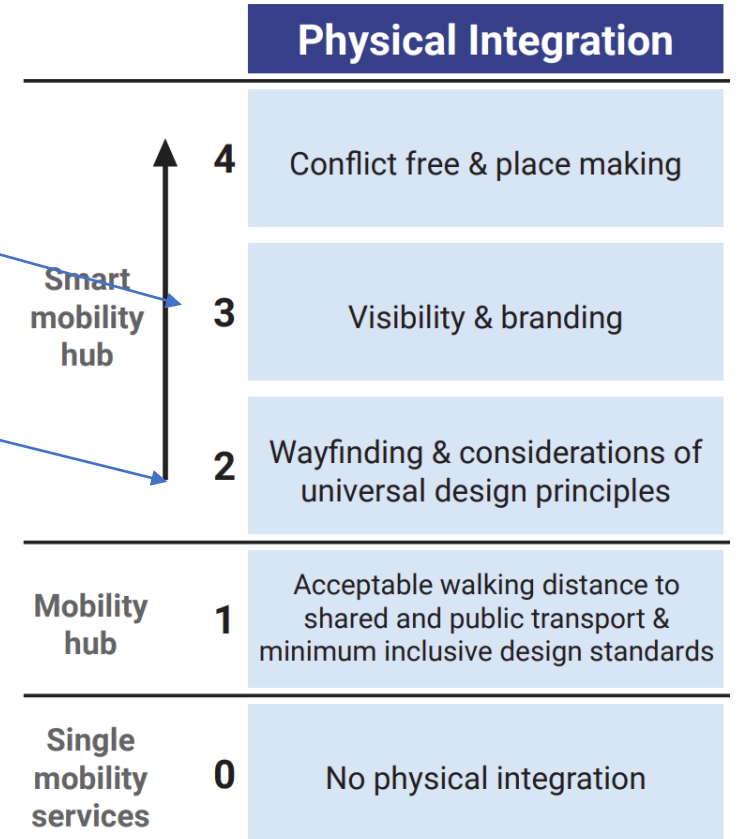 Physical Integration
4
Conflict free & place making
Smart
mobility
hub
3
Visibility & branding
2
Wayfinding & considerations of
universal design principles
Mobility
hub
1
Acceptable walking distance to
shared and public transport &
minimum inclusive design standards
Single
mobility
services
0
No physical integration